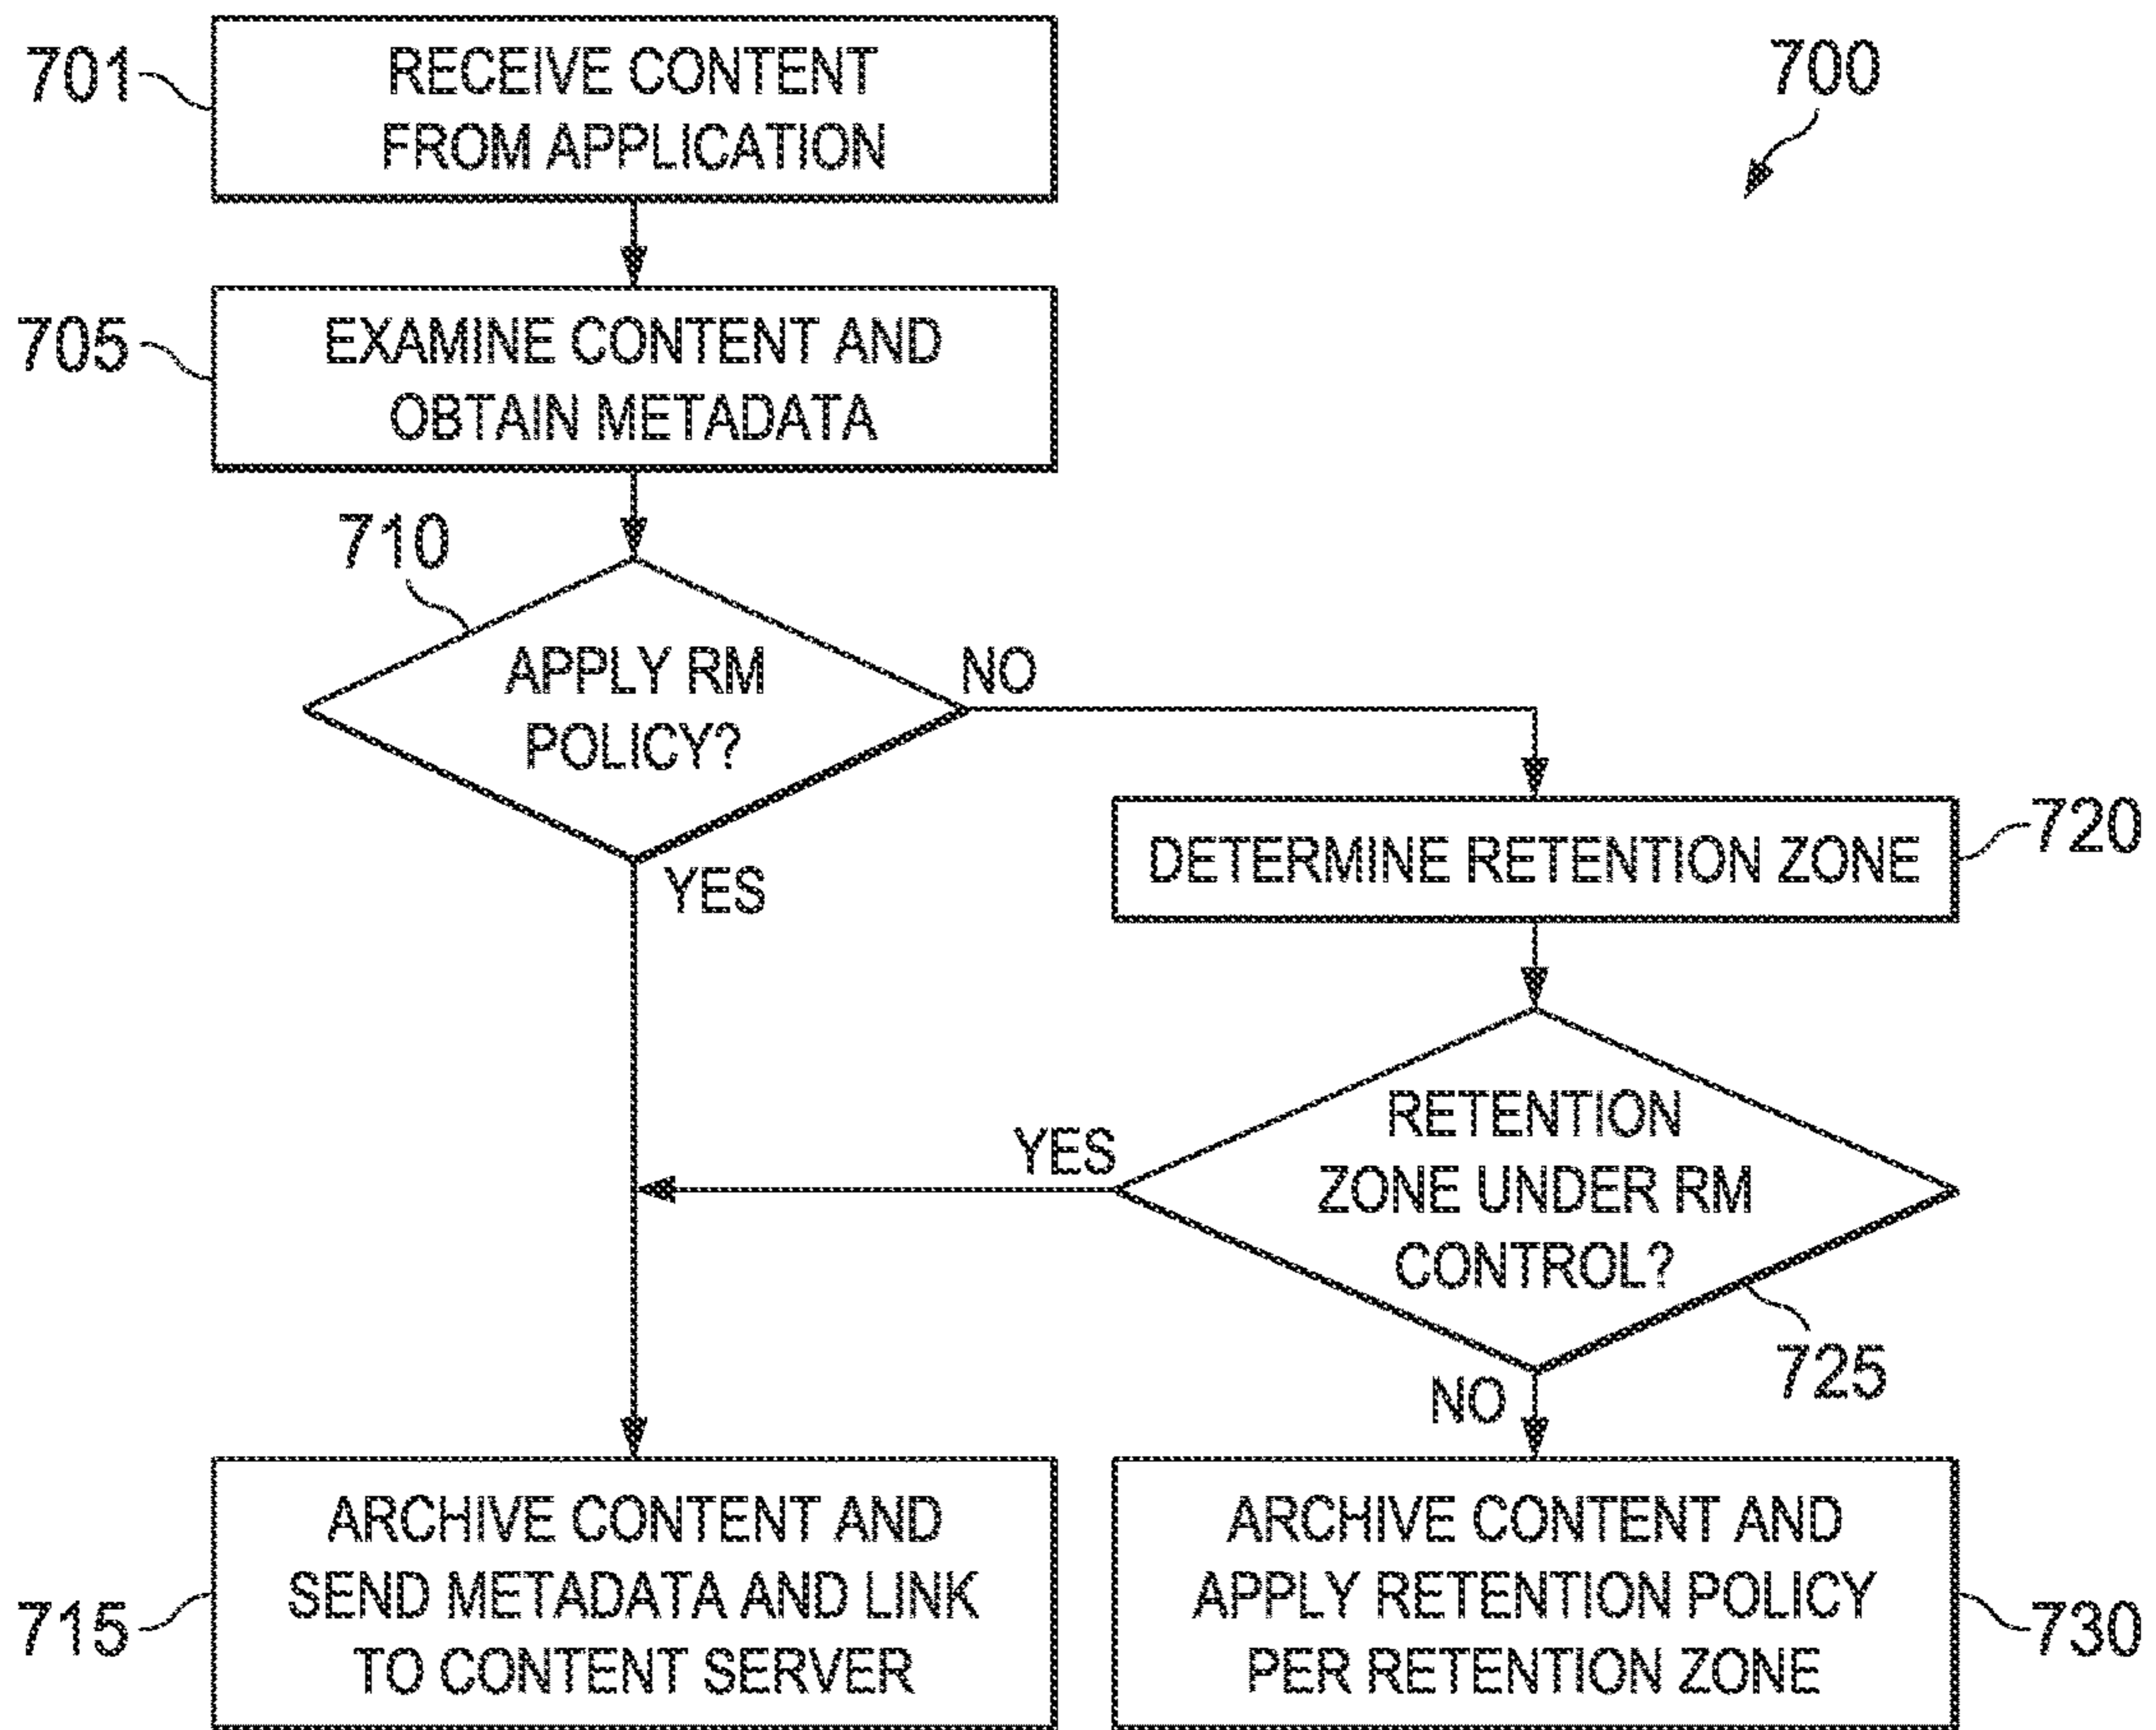 701
RECEIVE CONTENT
FROM APPLICATION
700
705
EXAMINE CONTENT AND
OBTAIN METADATA
710
APPLY RM
POLICY?
NO
YES
DETERMINE RETENTION ZONE
720
RETENTION
ZONE UNDER RM
CONTROL?
YES
725
NO
715
ARCHIVE CONTENT AND
SEND METADATA AND LINK
TO CONTENT SERVER
ARCHIVE CONTENT AND
APPLY RETENTION POLICY
PER RETENTION ZONE
730